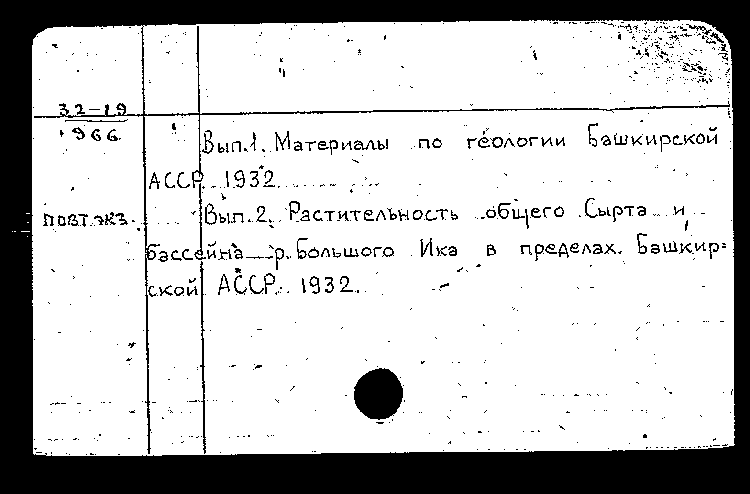 32-19
1966
Вып.1. Материалы по геологии Башкирской
АССР 1932
повт.экз.
Вып.2. Растительность общего Сырта и
бассейна р. Большого Ика в пределах Башкир=
ской АССР. 1932.